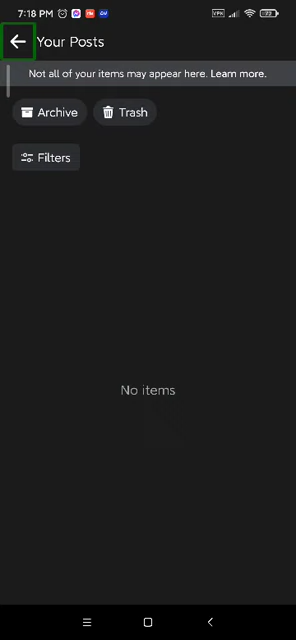 7:18 PM
Your Posts
Not all of your items may appear here. Learn more.
Archive
Trash
Filters
No items